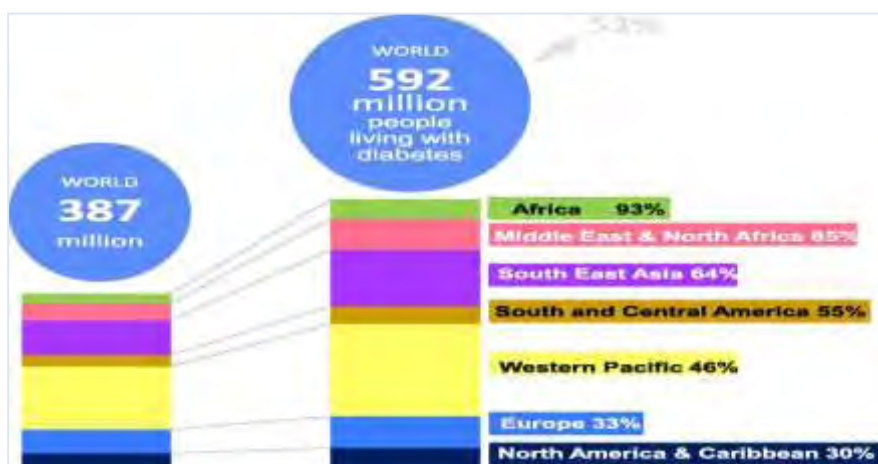 WORLD
592
million
people
living with
diabetes
WORLD
387
million
Africa 93%
Middle East & North Africa 85%
South East Asia 64%
South and Central America 55%
Western Pacific 46%
Europe 33%
North America & Caribbean 30%